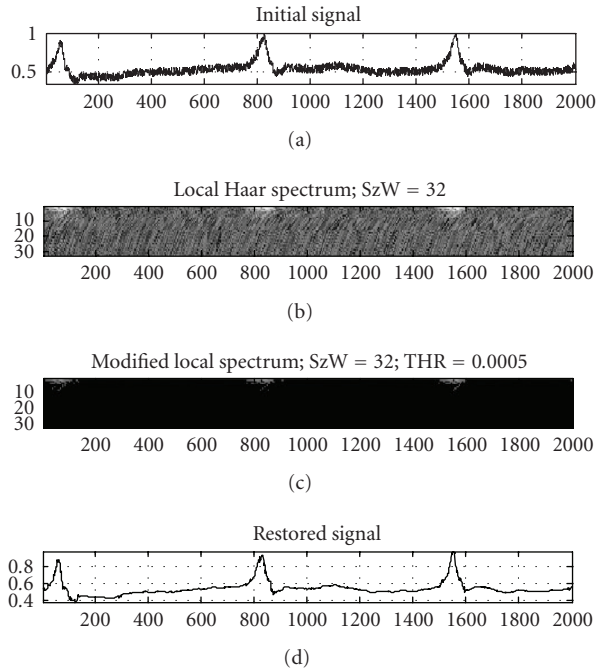 Initial signal
1
0.5
200 400 600 800 1000 1200 1400 1600 1800 2000
(a)
Local Haar spectrum; SzW = 32
10
20
30
200 400 600 800 1000 1200 1400 1600 1800 2000
(b)
Modified local spectrum; SzW = 32; THR = 0.0005
10
20
30
200 400 600 800 1000 1200 1400 1600 1800 2000
(c)
Restored signal
0.8
0.6
0.4
200 400 600 800 1000 1200 1400 1600 1800 2000
(d)